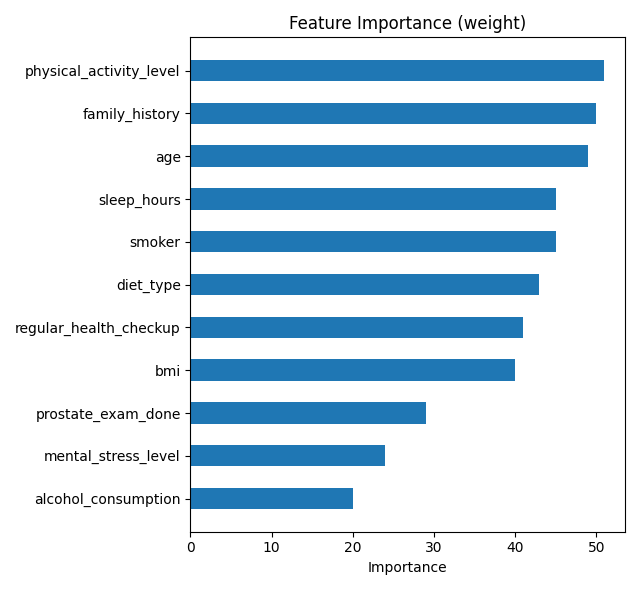 Feature Importance (weight)
physical_activity_level
family_history
age
sleep_hours
smoker
diet_type
regular_health_checkup
bmi
prostate_exam_done
mental_stress_level
alcohol_consumption
0 10 20 30 40 50
Importance